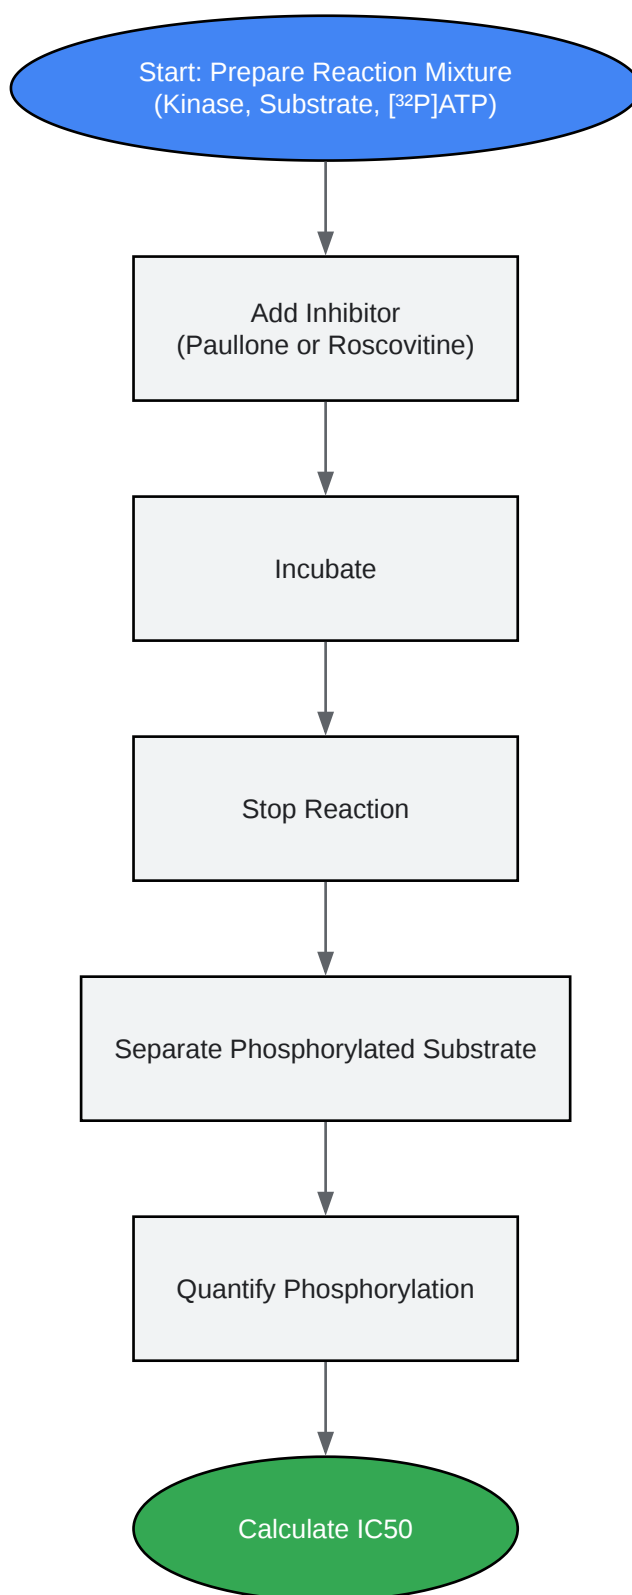 Start: Prepare Reaction Mixture
(Kinase, Substrate, [³²P]ATP)
Add Inhibitor
(Paullone or Roscovitine)
Incubate
Stop Reaction
Separate Phosphorylated Substrate
Quantify Phosphorylation
Calculate IC50